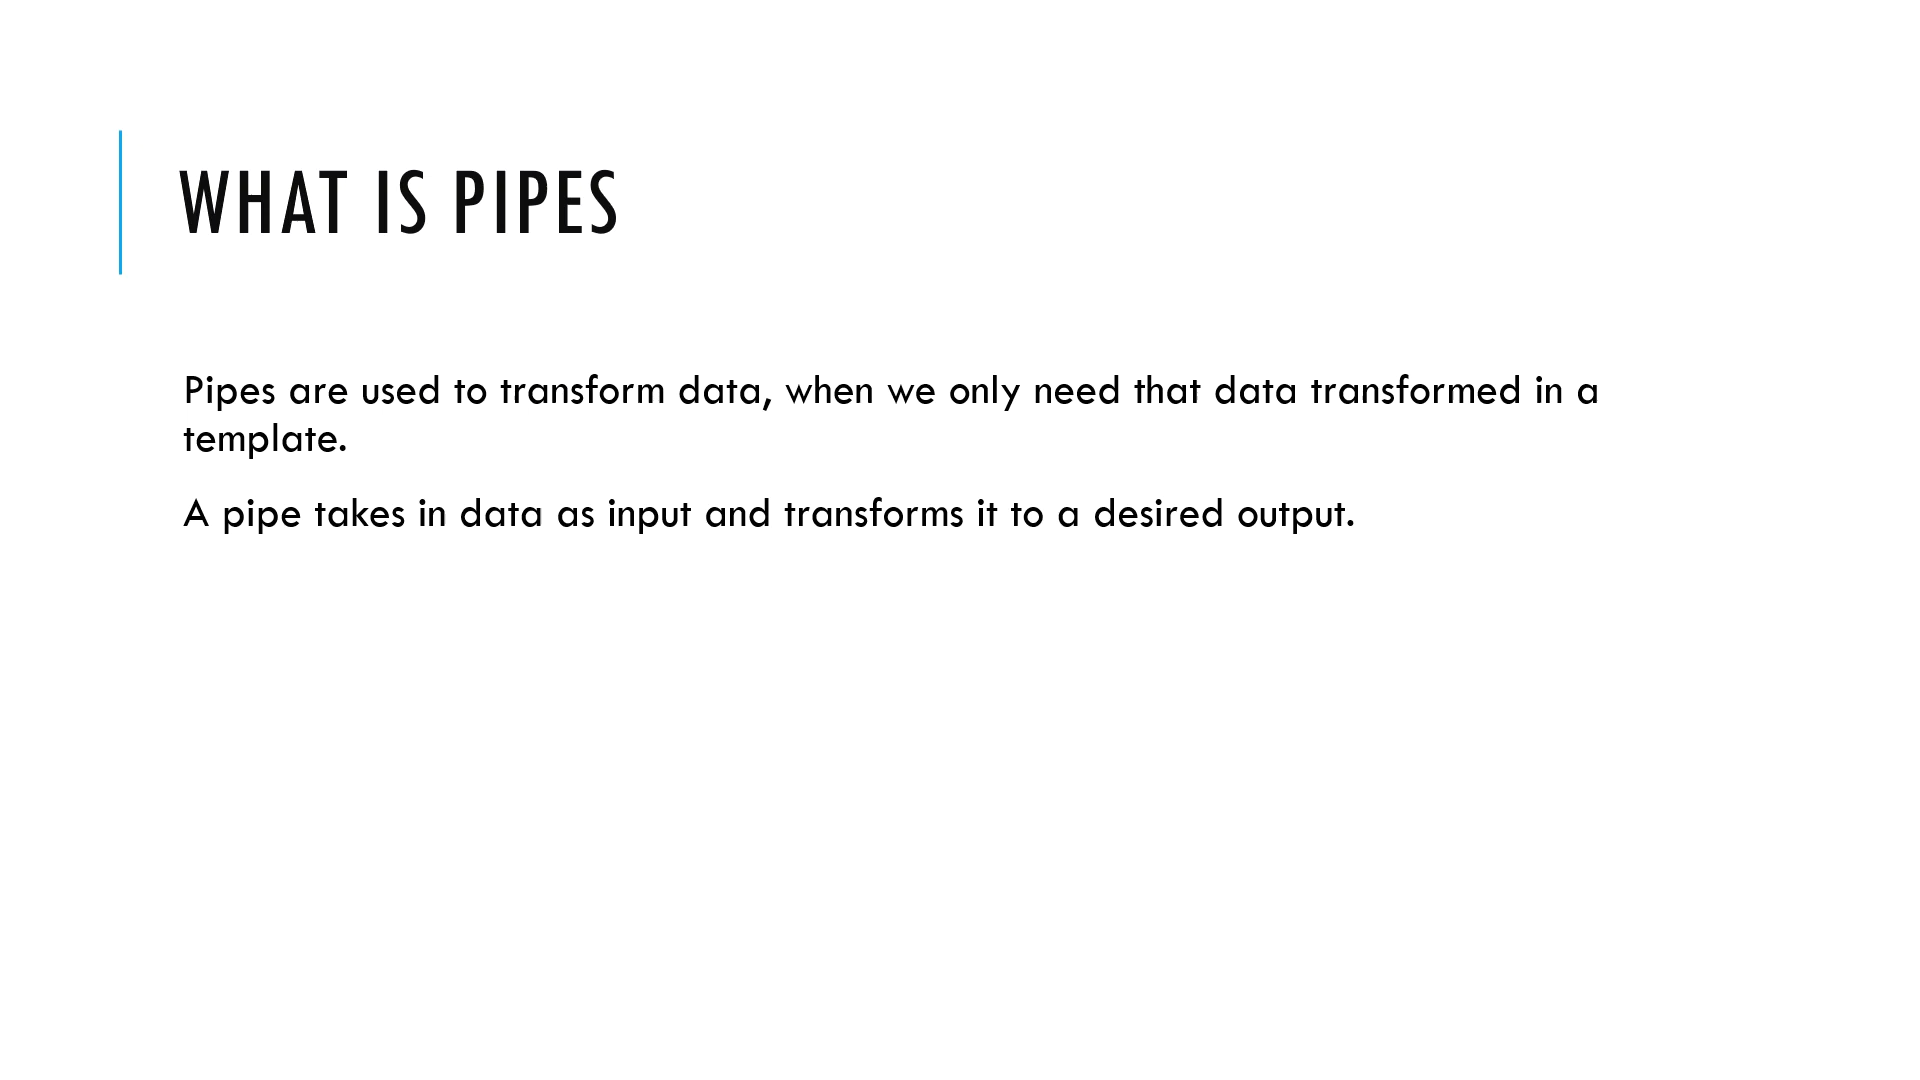 WHAT IS PIPES
Pipes are used to transform data, when we only need that data transformed in a
template.
A pipe takes in data as input and transforms it to a desired output.